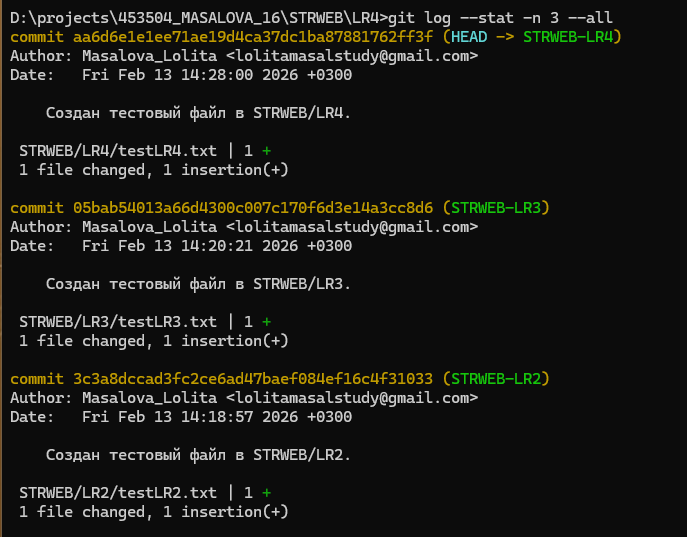 D:\projects\453504_MASALOVA_16\STRWEB\LR4>git log --stat -n 3 --all
commit aa6d6e1e1ee71ae19d4ca37dc1ba87881762ff3f (HEAD -> STRWEB-LR4)
Author: Masalova_Lolita <lolitamasalstudy@gmail.com>
Date:   Fri Feb 13 14:28:00 2026 +0300
    Создан тестовый файл в STRWEB/LR4.
 STRWEB/LR4/testLR4.txt | 1 +
 1 file changed, 1 insertion(+)
commit 05bab54013a66d4300c007c170f6d3e14a3cc8d6 (STRWEB-LR3)
Author: Masalova_Lolita <lolitamasalstudy@gmail.com>
Date:   Fri Feb 13 14:20:21 2026 +0300
    Создан тестовый файл в STRWEB/LR3.
 STRWEB/LR3/testLR3.txt | 1 +
 1 file changed, 1 insertion(+)
commit 3c3a8dccad3fc2ce6ad47baef084ef16c4f31033 (STRWEB-LR2)
Author: Masalova_Lolita <lolitamasalstudy@gmail.com>
Date:   Fri Feb 13 14:18:57 2026 +0300
    Создан тестовый файл в STRWEB/LR2.
 STRWEB/LR2/testLR2.txt | 1 +
 1 file changed, 1 insertion(+)